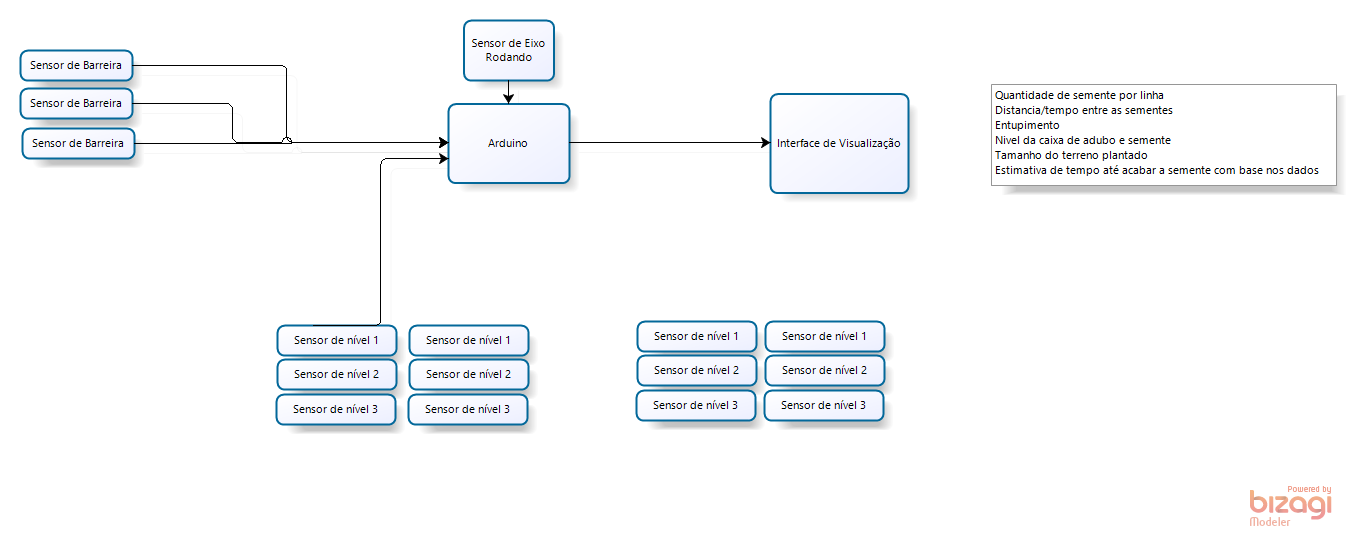 Sensor de Eixo
Rodando
Sensor de Barreira
Sensor de Barreira
Sensor de Barreira
Arduino
Interface de Visualização
Quantidade de semente por linha
Distancia/tempo entre as sementes
Entupimento
Nivel da caixa de adubo e semente
Tamanho do terreno plantado
Estimativa de tempo até acabar a semente com base nos dados
Sensor de nível 1
Sensor de nível 1
Sensor de nível 2
Sensor de nível 2
Sensor de nível 3
Sensor de nível 3
Sensor de nível 1
Sensor de nível 1
Sensor de nível 2
Sensor de nível 2
Sensor de nível 3
Sensor de nível 3
Powered by
bizagi
Modeler